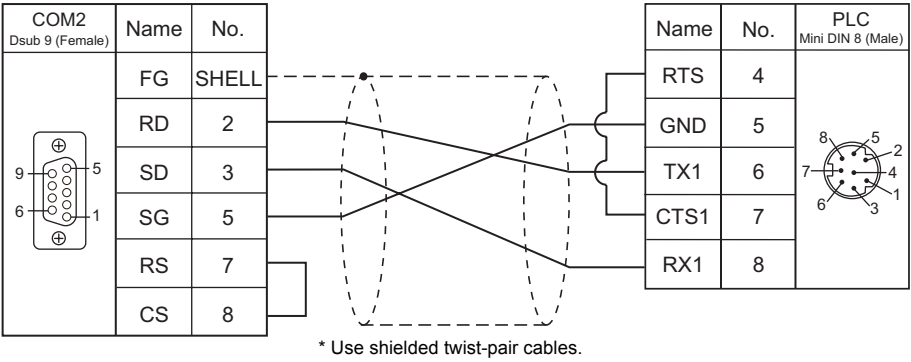 COM2
Dsub 9 (Female)
Name
No.
FG
SHELL
RD
2
SD
3
SG
5
RS
7
CS
8
9
5
6
1
Name
No.
PLC
Mini DIN 8 (Male)
RTS
4
GND
5
TX1
6
CTS1
7
RX1
8
8
5
2
7
4
1
6
3
* Use shielded twist-pair cables.